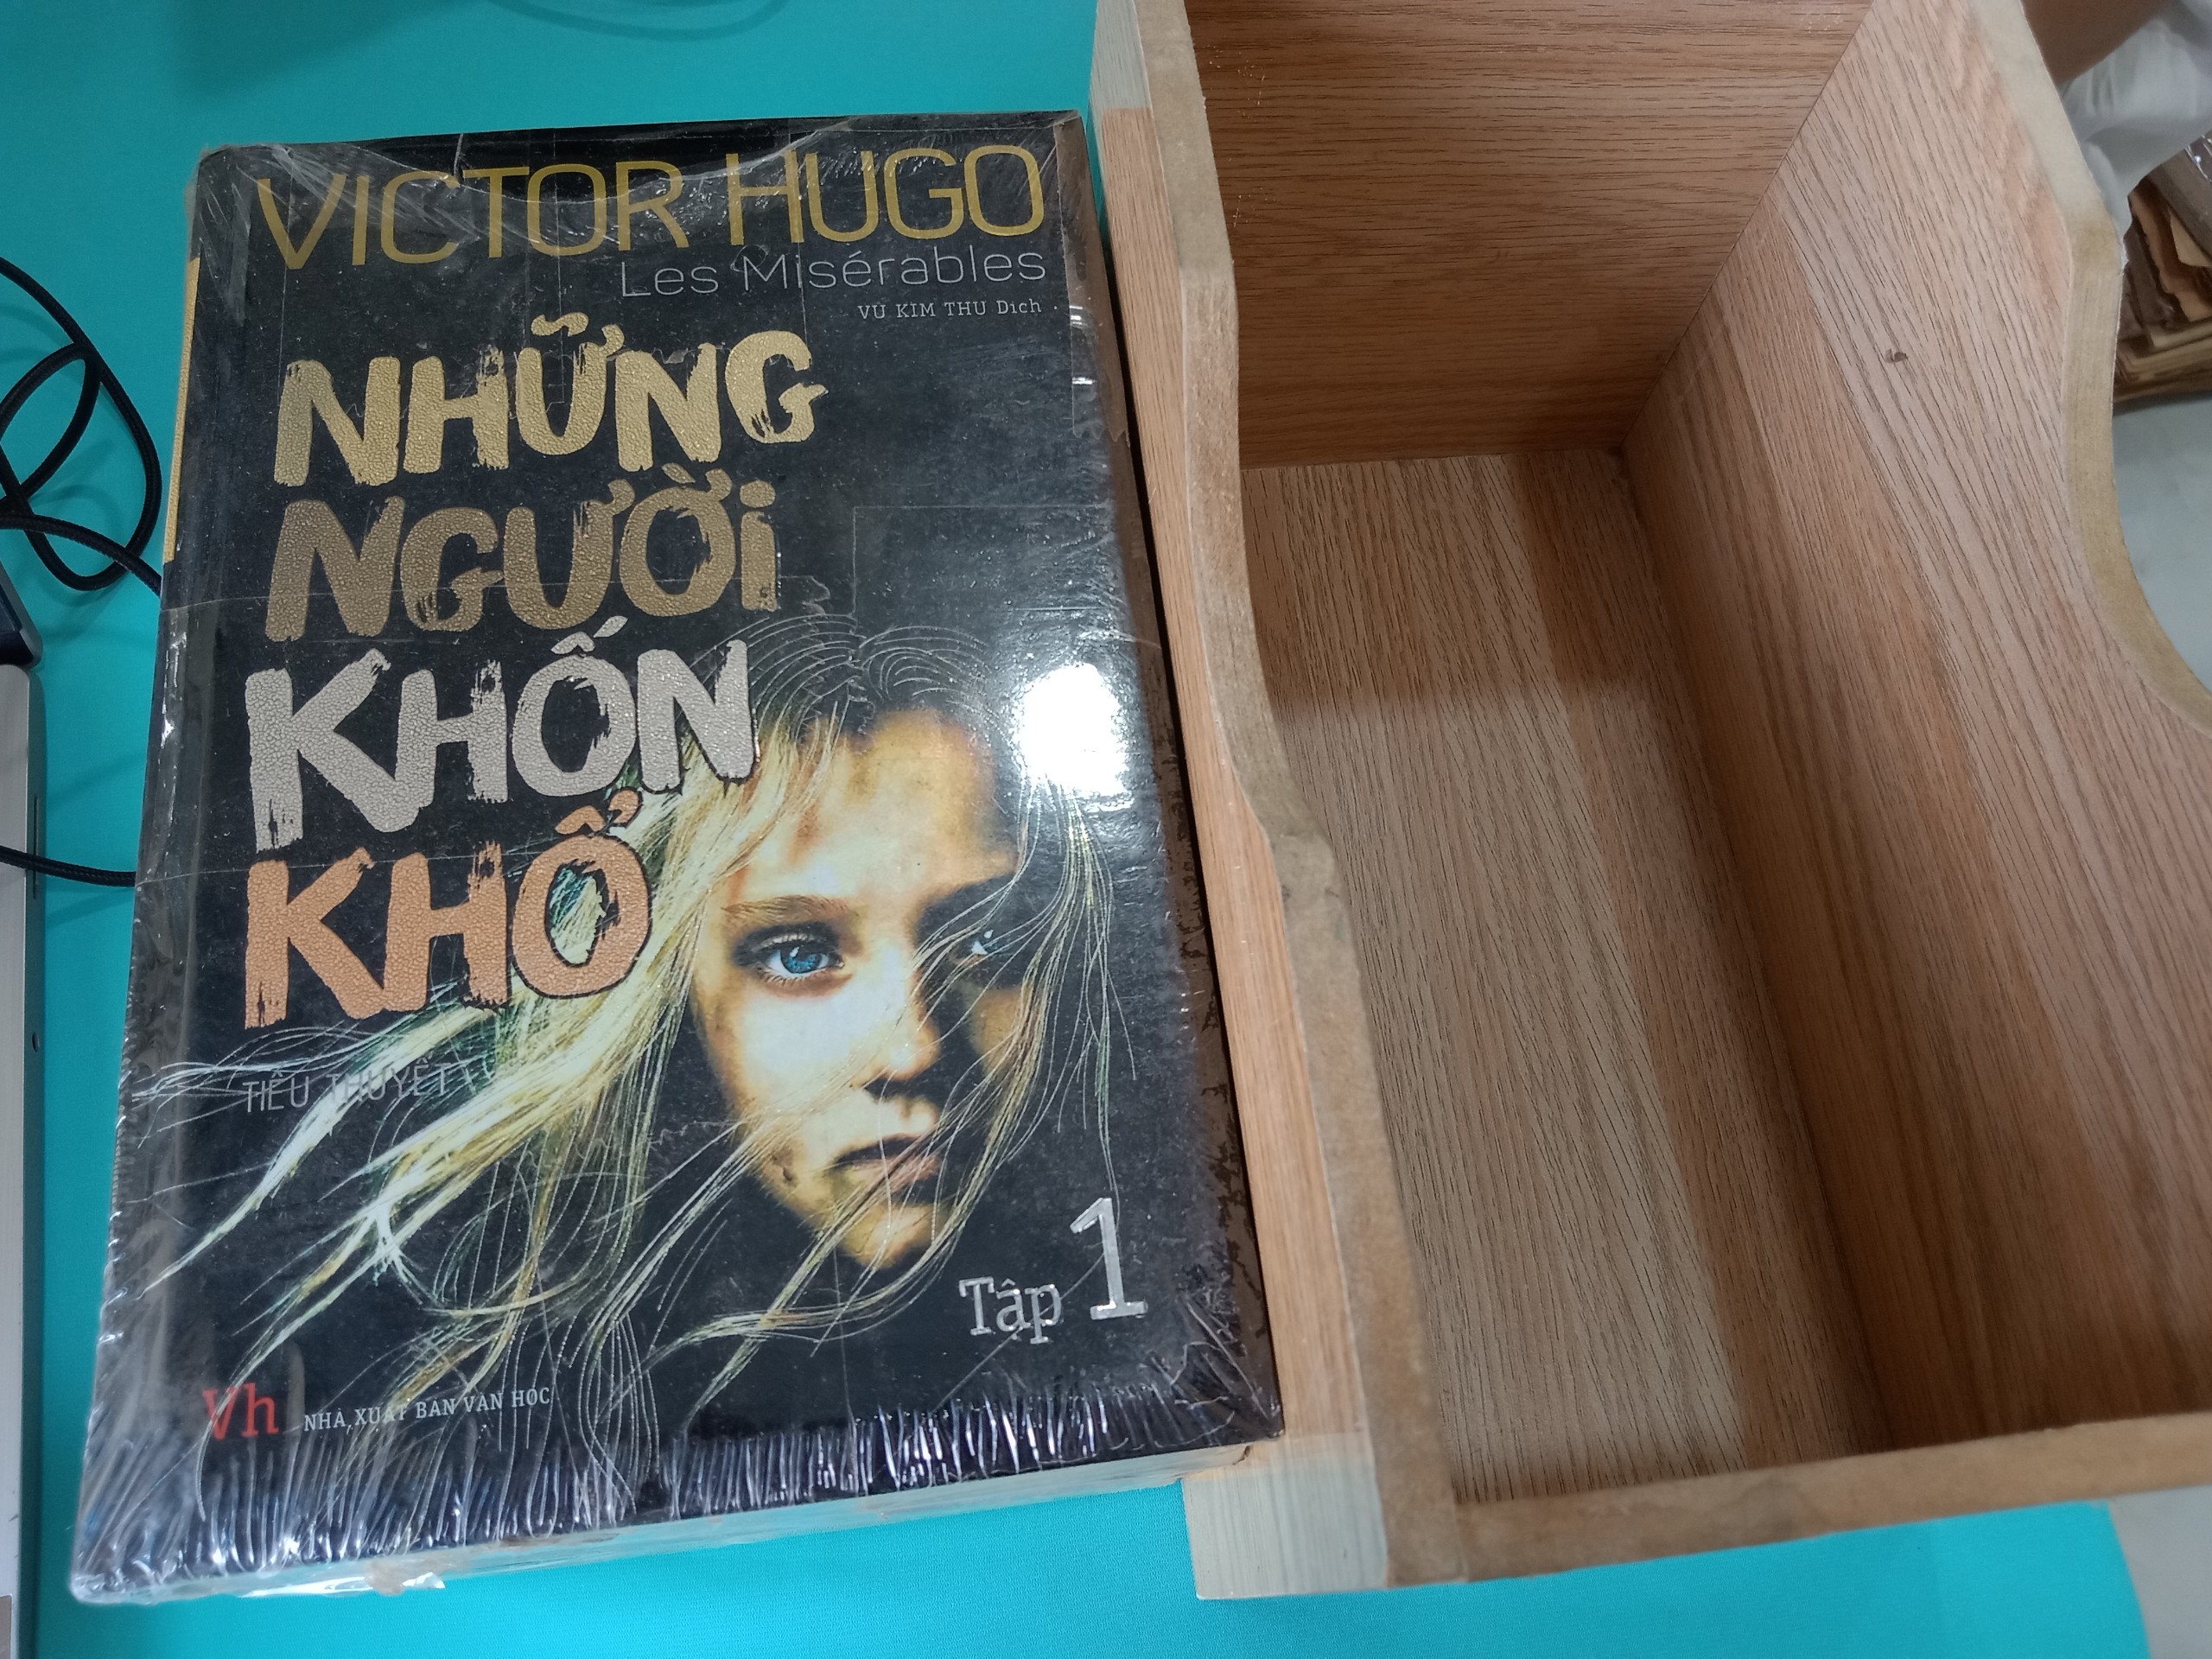 VICTOR HUGO
Les Misérables
VŨ KIM THU Dịch
NHỮNG
NGƯỜI
KHỐN
KHỔ
TIỂU THUYẾT
Tập 1
Vh NHÀ XUẤT BẢN VĂN HỌC